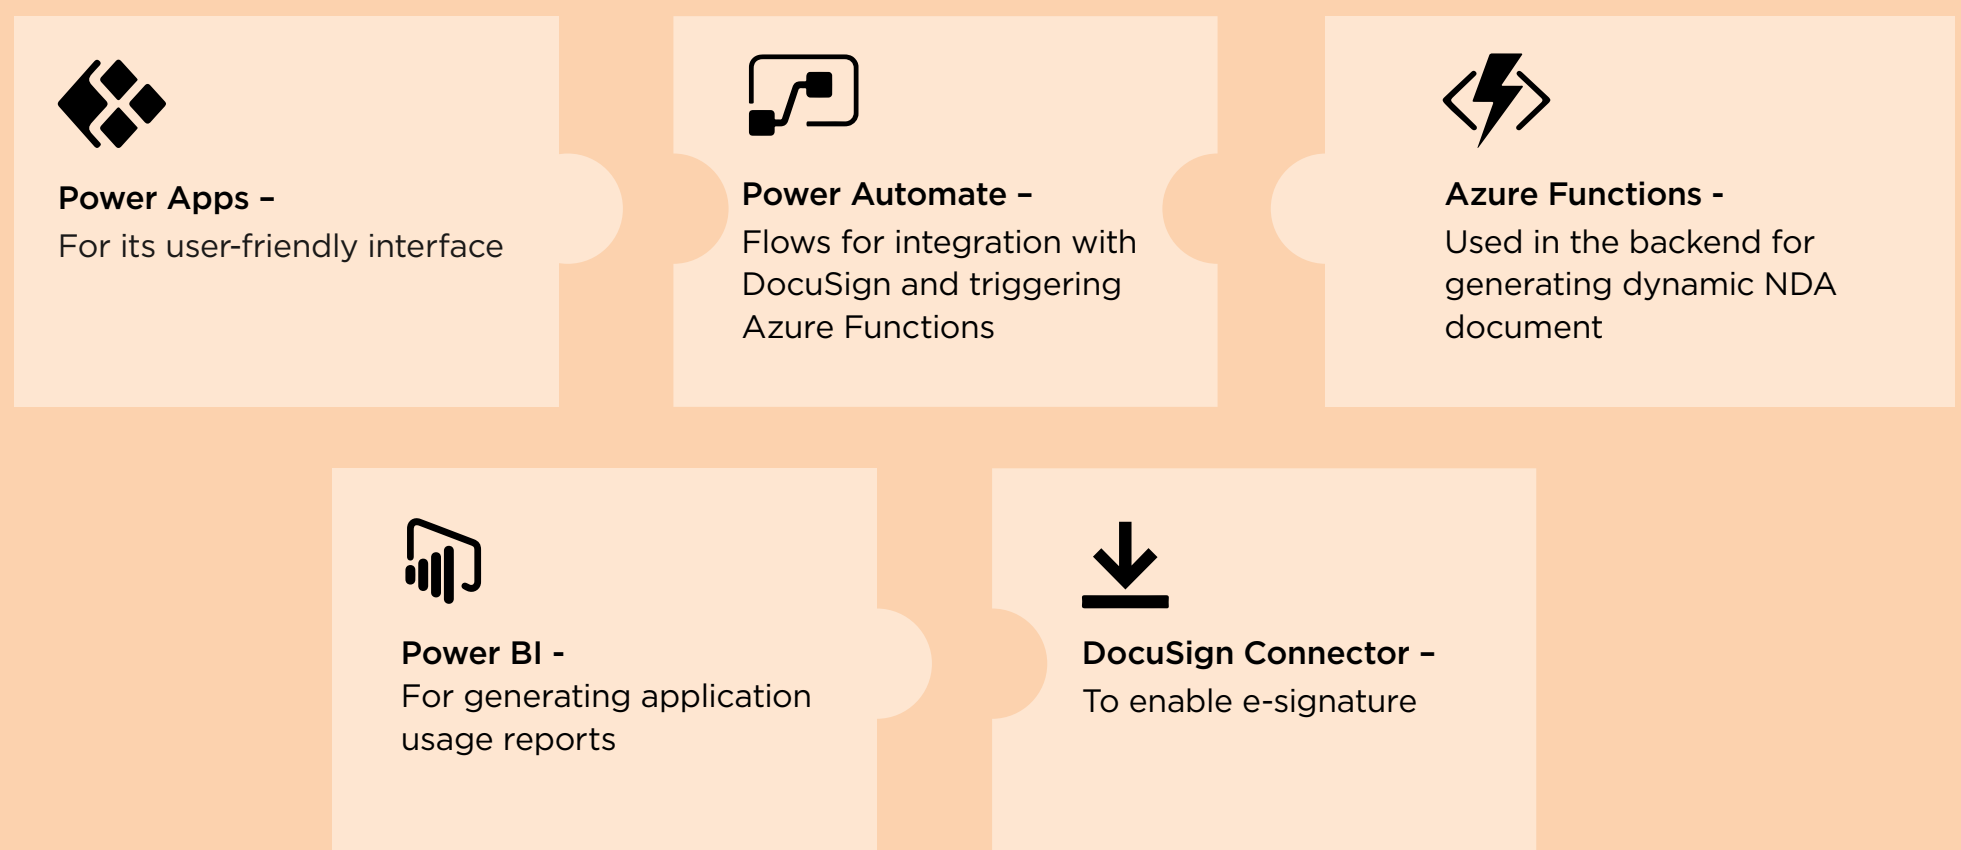 Power Apps –
For its user-friendly interface
Power Automate –
Flows for integration with
DocuSign and triggering
Azure Functions
Azure Functions -
Used in the backend for
generating dynamic NDA
document
Power BI -
For generating application
usage reports
DocuSign Connector –
To enable e-signature